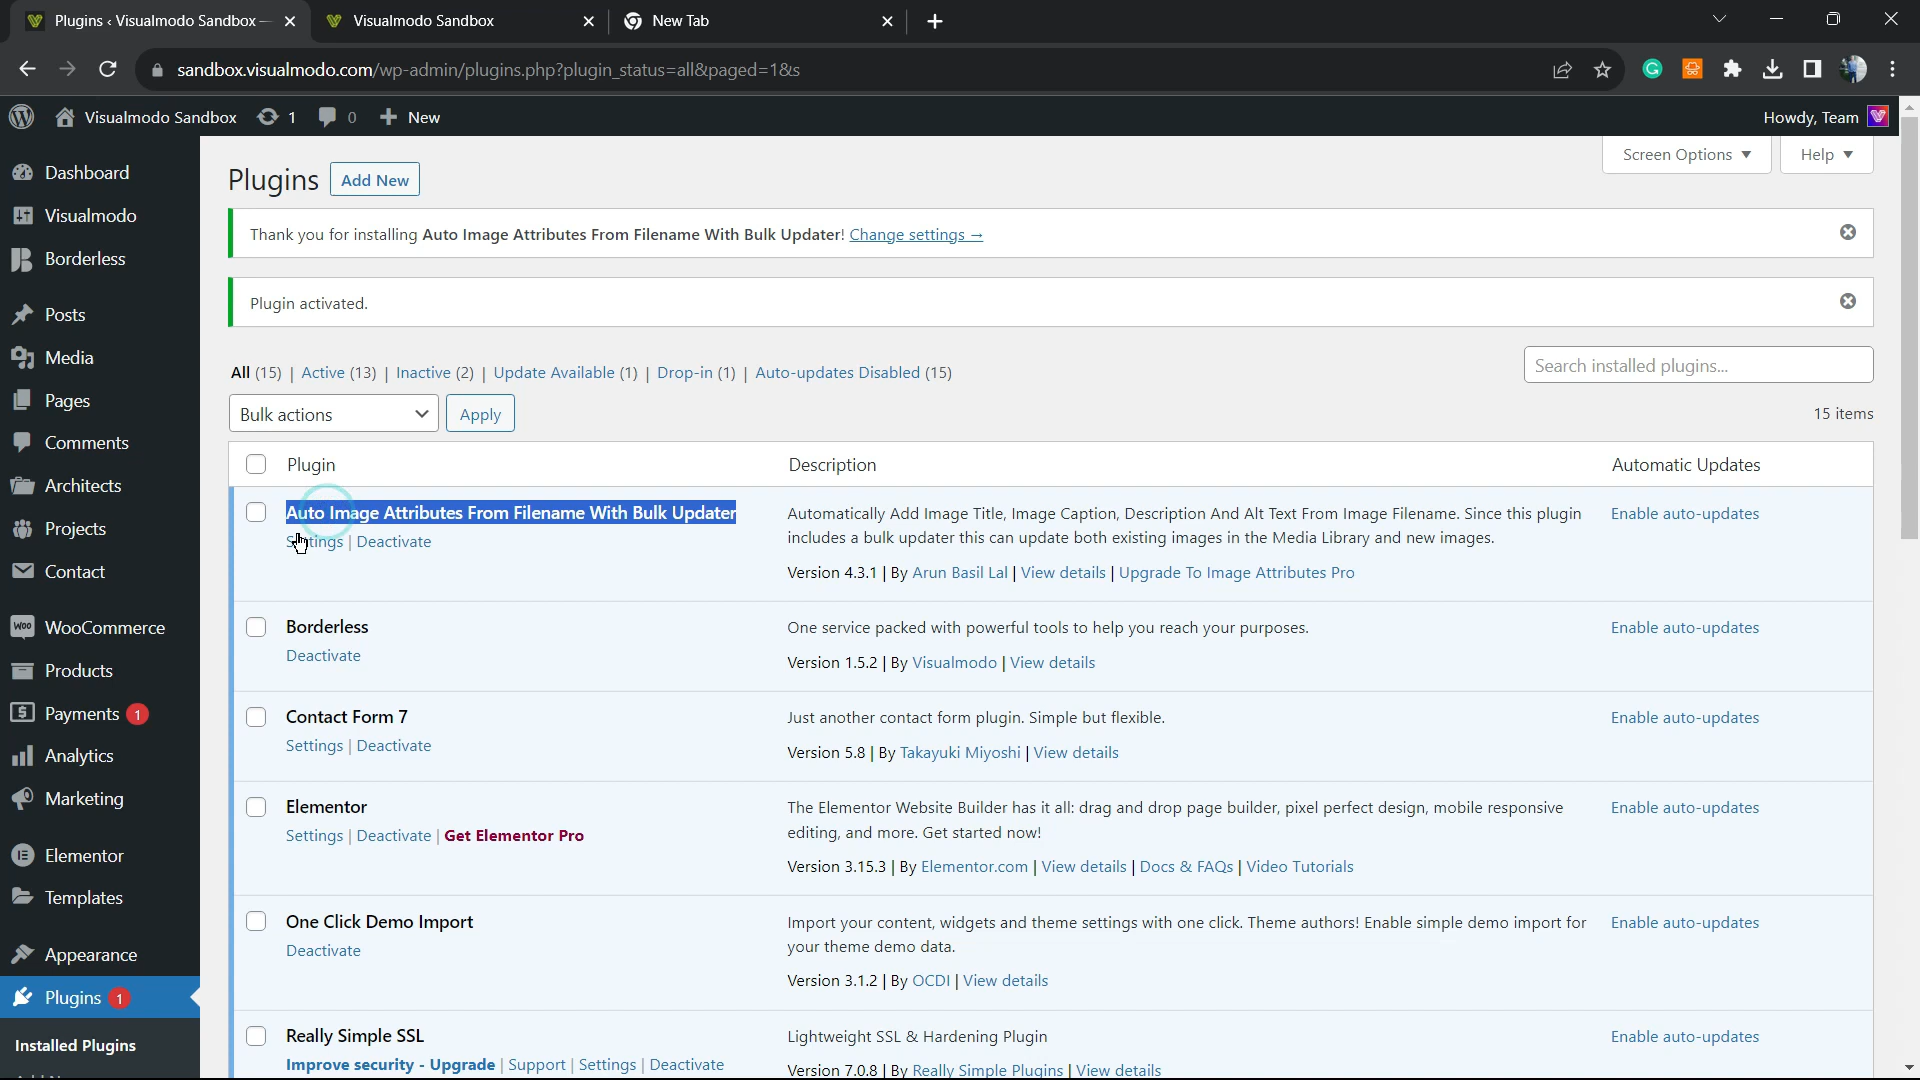 Plugins ‹ Visualmodo Sandbox —
Visualmodo Sandbox
New Tab
sandbox.visualmodo.com/wp-admin/plugins.php?plugin_status=all&paged=1&s
Visualmodo Sandbox 1 0 New
Howdy, Team
Dashboard
Visualmodo
Borderless
Posts
Media
Pages
Comments
Architects
Projects
Contact
WooCommerce
Products
Payments 1
Analytics
Marketing
Elementor
Templates
Appearance
Plugins 1
Installed Plugins
Screen Options
Help
Plugins Add New
Thank you for installing Auto Image Attributes From Filename With Bulk Updater! Change settings →
Plugin activated.
All (15) | Active (13) | Inactive (2) | Update Available (1) | Drop-in (1) | Auto-updates Disabled (15)
Search installed plugins...
Bulk actions
Apply
15 items
Plugin Description Automatic Updates
Auto Image Attributes From Filename With Bulk Updater
Settings | Deactivate
Automatically Add Image Title, Image Caption, Description And Alt Text From Image Filename. Since this plugin
includes a bulk updater this can update both existing images in the Media Library and new images.
Version 4.3.1 | By Arun Basil Lal | View details | Upgrade To Image Attributes Pro
Enable auto-updates
Borderless
Deactivate
One service packed with powerful tools to help you reach your purposes.
Version 1.5.2 | By Visualmodo | View details
Enable auto-updates
Contact Form 7
Settings | Deactivate
Just another contact form plugin. Simple but flexible.
Version 5.8 | By Takayuki Miyoshi | View details
Enable auto-updates
Elementor
Settings | Deactivate | Get Elementor Pro
The Elementor Website Builder has it all: drag and drop page builder, pixel perfect design, mobile responsive
editing, and more. Get started now!
Version 3.15.3 | By Elementor.com | View details | Docs & FAQs | Video Tutorials
Enable auto-updates
One Click Demo Import
Deactivate
Import your content, widgets and theme settings with one click. Theme authors! Enable simple demo import for
your theme demo data.
Version 3.1.2 | By OCDI | View details
Enable auto-updates
Really Simple SSL
Improve security - Upgrade | Support | Settings | Deactivate
Lightweight SSL & Hardening Plugin
Version 7.0.8 | By Really Simple Plugins | View details
Enable auto-updates